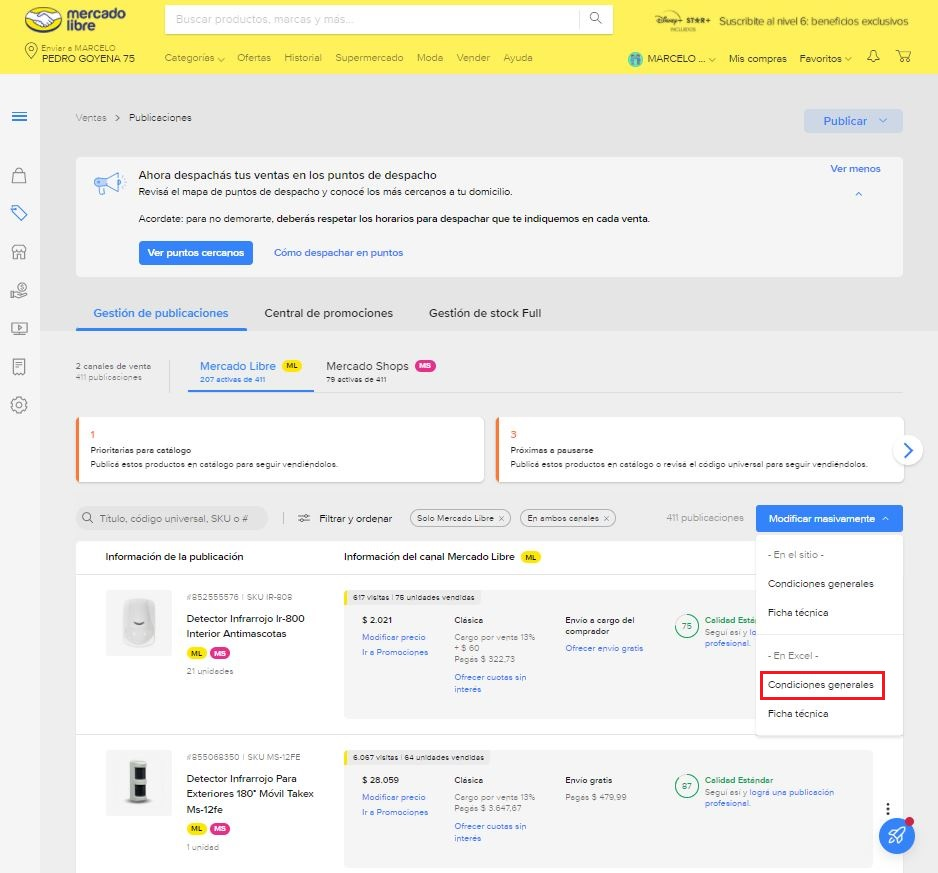 mercado
libre
Buscar productos, marcas y más...
Disney+ STAR+
INCLUIDOS
Suscribite al nivel 6: beneficios exclusivos
Enviar a MARCELO
PEDRO GOYENA 75
Categorías
Ofertas
Historial
Supermercado
Moda
Vender
Ayuda
MARCELO ...
Mis compras
Favoritos
Ventas > Publicaciones
Publicar
Ahora despachás tus ventas en los puntos de despacho
Ver menos
Revisá el mapa de puntos de despacho y conocé los más cercanos a tu domicilio.
Acordate: para no demorarte, deberás respetar los horarios para despachar que te indiquemos en cada venta.
Ver puntos cercanos
Cómo despachar en puntos
Gestión de publicaciones
Central de promociones
Gestión de stock Full
2 canales de venta
411 publicaciones
Mercado Libre ML
207 activas de 411
Mercado Shops MS
79 activas de 411
1
Prioritarias para catálogo
Publicá estos productos en catálogo para seguir vendiéndolos.
3
Próximas a pausarse
Publicá estos productos en catálogo o revisá el código universal para seguir vendiéndolos.
Título, código universal, SKU o #
Filtrar y ordenar
Solo Mercado Libre ×
En ambos canales ×
411 publicaciones
Modificar masivamente
- En el sitio -
Condiciones generales
Ficha técnica
- En Excel -
Condiciones generales
Ficha técnica
Información de la publicación
Información del canal Mercado Libre ML
#852555576 | SKU IR-808
Detector Infrarrojo Ir-800
Interior Antimascotas
ML MS
21 unidades
617 visitas | 75 unidades vendidas
$ 2.021
Modificar precio
Ir a Promociones
Clásica
Cargo por venta 13%
+ $ 60
Pagás $ 322,73
Ofrecer cuotas sin
interés
Envío a cargo del
comprador
Ofrecer envío gratis
75
Calidad Está
Seguí así y lo
profesional.
#855068350 | SKU MS-12FE
Detector Infrarrojo Para
Exteriores 180° Móvil Takex
Ms-12fe
ML MS
1 unidad
6.067 visitas | 64 unidades vendidas
$ 28.059
Modificar precio
Ir a Promociones
Clásica
Cargo por venta 13%
Pagás $ 3.647,67
Ofrecer cuotas sin
interés
Envío gratis
Pagás $ 479,99
87
Calidad Estándar
Seguí así y lográ una publicación
profesional.